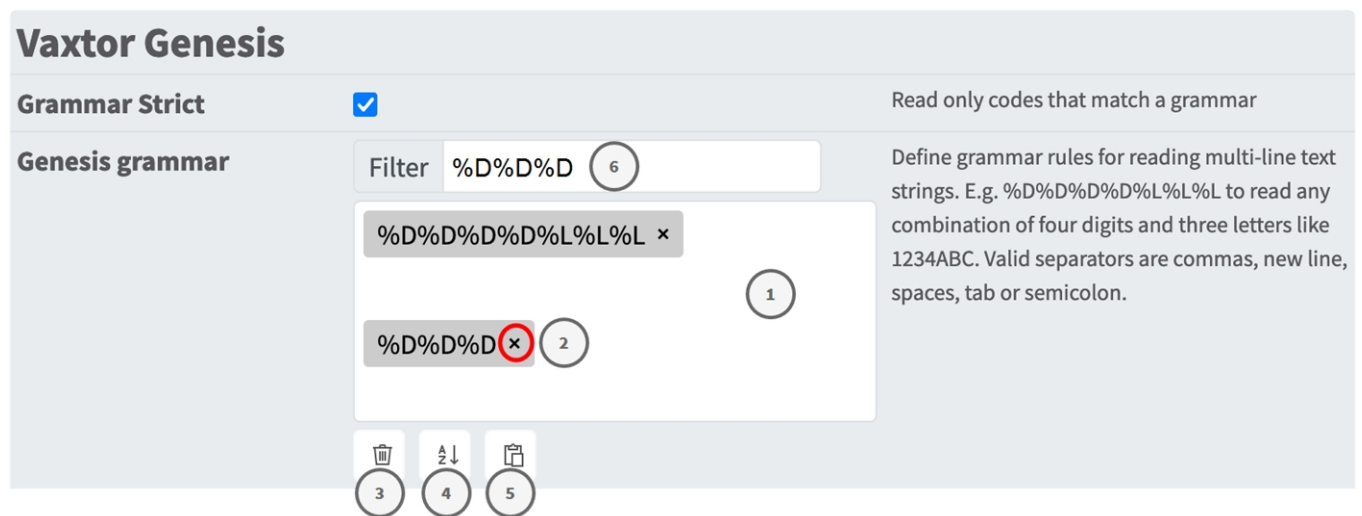 Vaxtor Genesis
Grammar Strict
Read only codes that match a grammar
Genesis grammar
Filter %D%D%D 6
Define grammar rules for reading multi-line text
strings. E.g. %D%D%D%D%L%L%L to read any
combination of four digits and three letters like
1234ABC. Valid separators are commas, new line,
spaces, tab or semicolon.
%D%D%D%D%L%L%L ×
1
%D%D%D × 2
A
Z
3 4 5